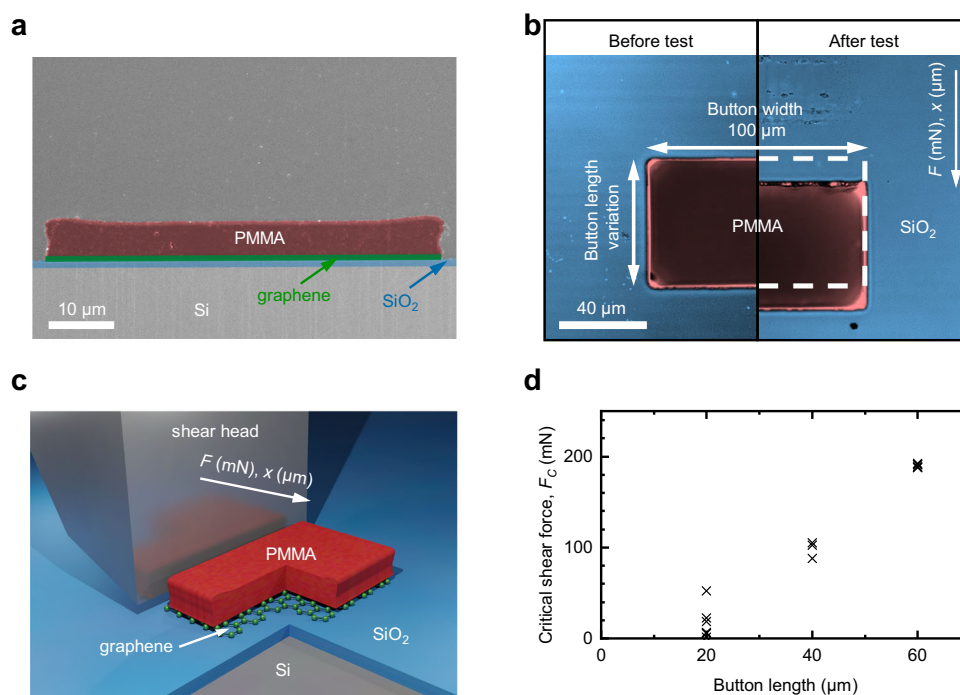 a
PMMA
graphene
SiO₂
10 µm
Si
b
Before test
After test
Button width
100 µm
F (mN), x (µm)
Button length
variation
PMMA
SiO₂
40 µm
c
shear head
F (mN), x (µm)
PMMA
graphene
SiO₂
Si
d
Critical shear force, F_C (mN)
200
100
0
0
20
40
60
Button length (µm)